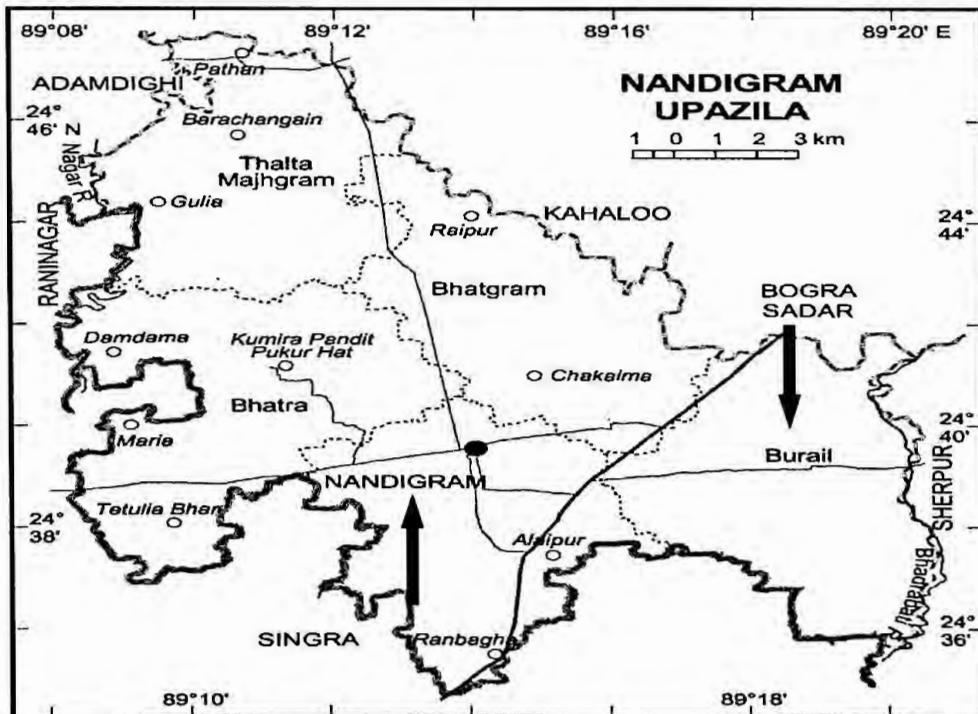 89°08' 89°12' 89°16' 89°20' E
Pathan
ADAMDIGHI
NANDIGRAM
UPAZILA
24°
46'
Barachangain
1 0 1 2 3 km
N
Nagar R
Thalta
Majhgram
Gulia
KAHALOO
24°
44'
Raipur
RANINAGAR
Bhatgram
BOGRA
SADAR
Damdama
Kumira Pandit
Pukur Hat
Chakalma
Bhatra
Maria
24°
40'
Burail
NANDIGRAM
SHERPUR
Tetulia Bhar
24°
38'
Alaipur
SINGRA
Ranbagha
24°
36'
89°10' 89°18'